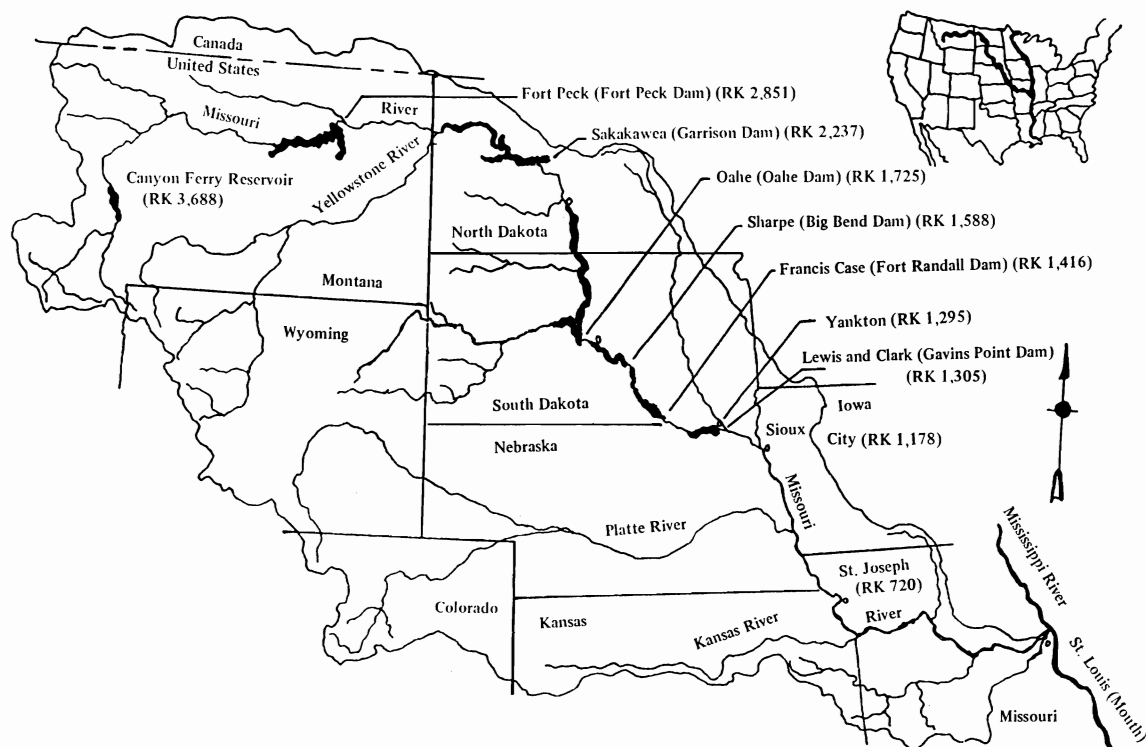 Canada
United States
Fort Peck (Fort Peck Dam) (RK 2,851)
Missouri
River
Sakakawea (Garrison Dam) (RK 2,237)
Canyon Ferry Reservoir
(RK 3,688)
Yellowstone River
Oahe (Oahe Dam) (RK 1,725)
Sharpe (Big Bend Dam) (RK 1,588)
North Dakota
Francis Case (Fort Randall Dam) (RK 1,416)
Montana
Wyoming
Yankton (RK 1,295)
Lewis and Clark (Gavins Point Dam)
(RK 1,305)
South Dakota
Iowa
Sioux
City (RK 1,178)
Nebraska
Missouri
Platte River
Mississippi River
St. Joseph
(RK 720)
Colorado
Kansas
Kansas River
River
St. Louis (Mouth)
Missouri